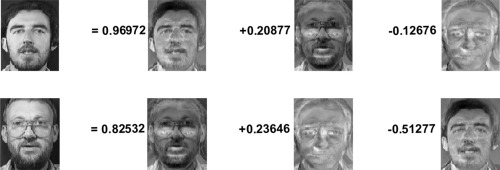 = 0.96972 +0.20877 -0.12676
= 0.82532 +0.23646 -0.51277